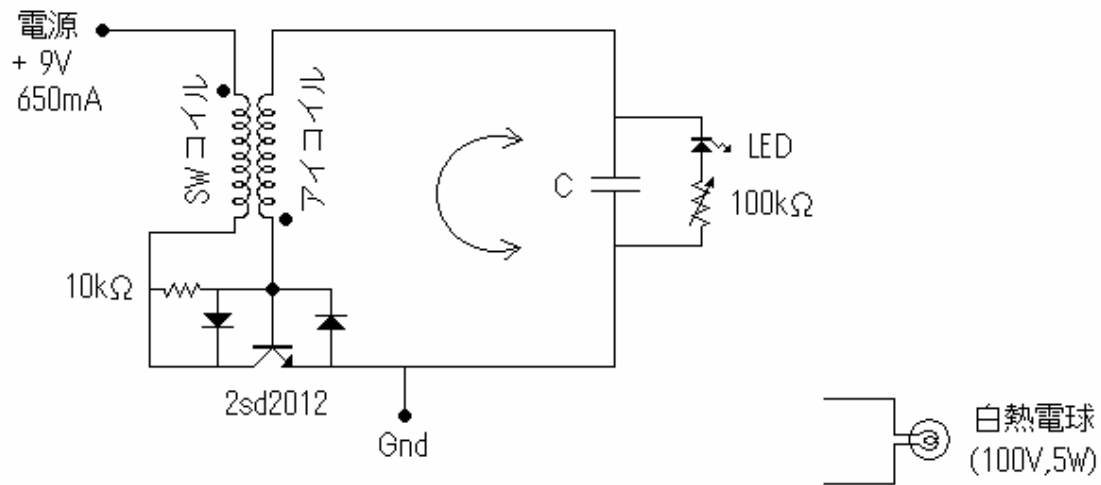 電源
+ 9V
650mA
SWコイル
アイコイル
C
LED
100kΩ
10kΩ
2sd2012
Gnd
白熱電球
(100V,5W)